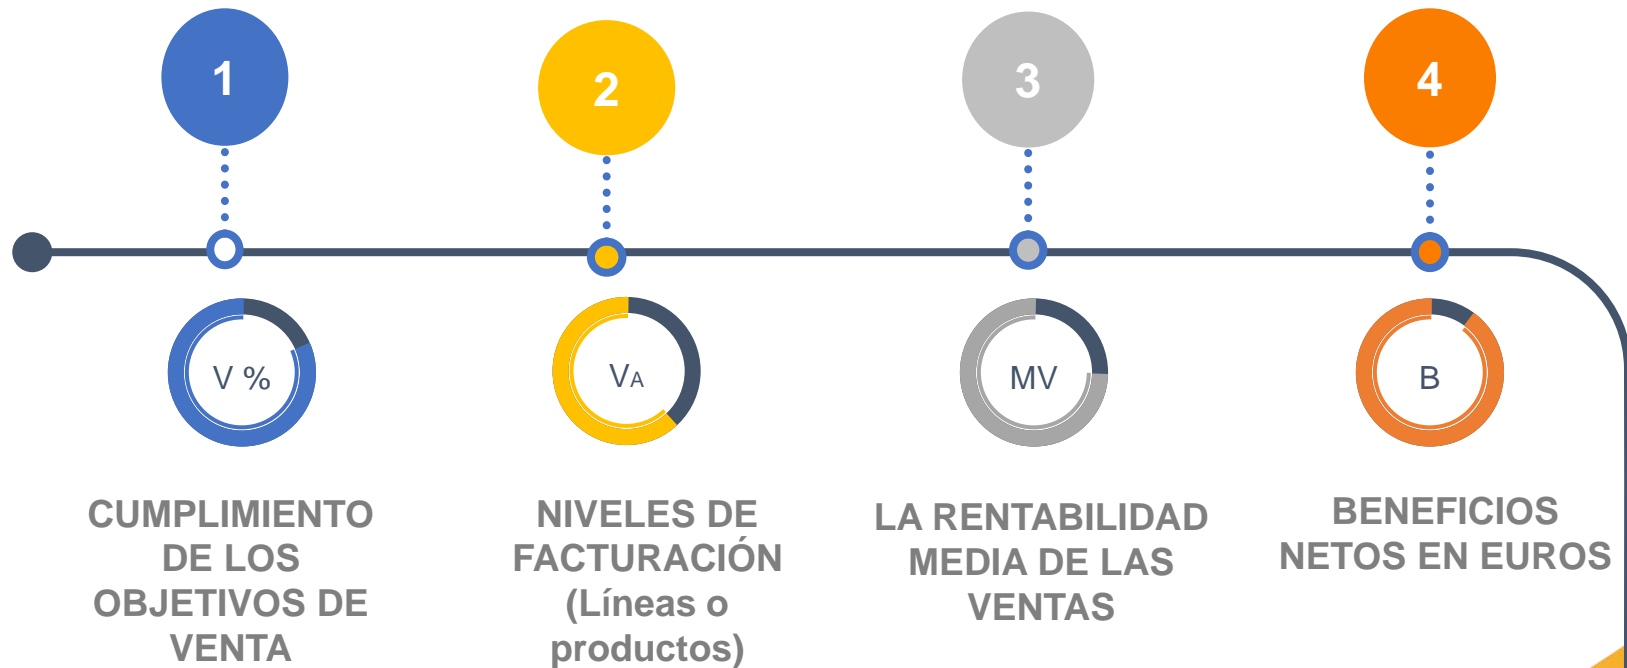 1
2
3
4
V %
VA
MV
B
CUMPLIMIENTO
DE LOS
OBJETIVOS DE
VENTA
NIVELES DE
FACTURACIÓN
(Líneas o
productos)
LA RENTABILIDAD
MEDIA DE LAS
VENTAS
BENEFICIOS
NETOS EN EUROS